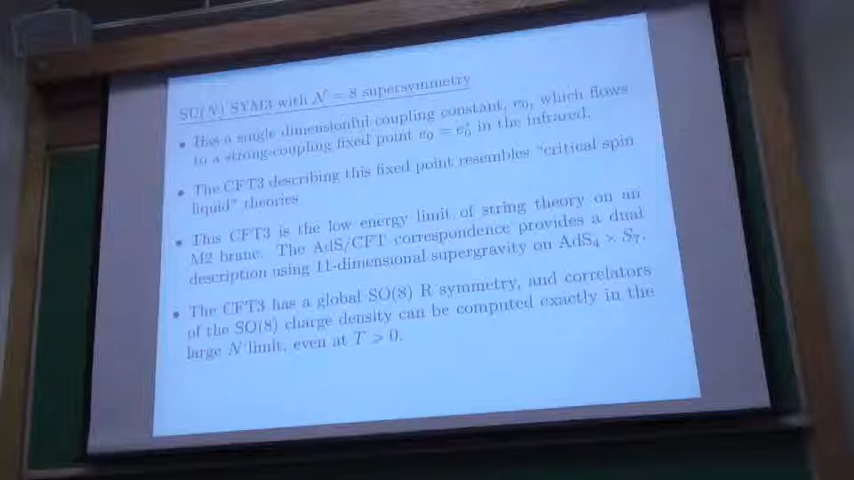 SU(N) SYM3 with N = 8 supersymmetry
• Has a single dimensionful coupling constant, e₀, which flows
to a strong-coupling fixed point e₀ = e₀* in the infrared.
• The CFT3 describing this fixed point resembles "critical spin
liquid" theories
• This CFT3 is the low energy limit of string theory on an
M2 brane. The AdS/CFT correspondence provides a dual
description using 11-dimensional supergravity on AdS₄ × S₇.
• The CFT3 has a global SO(8) R symmetry, and correlators
of the SO(8) charge density can be computed exactly in the
large N limit, even at T > 0.